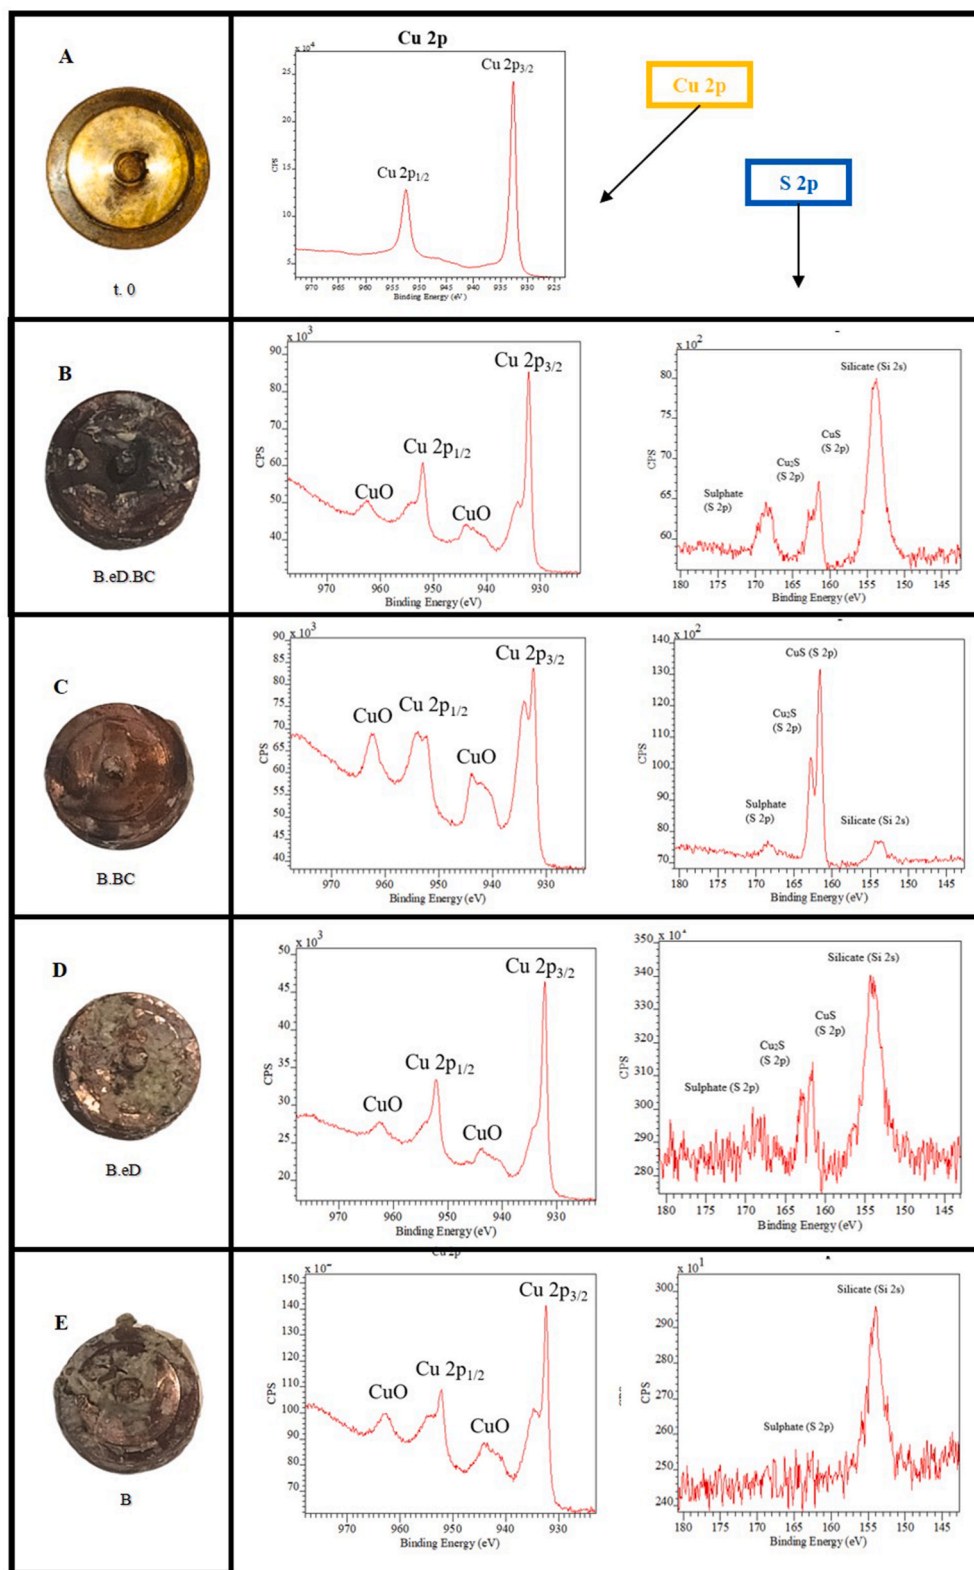 A
t. 0
Cu 2p
x 10⁴
Cu 2p3/2
Cu 2p1/2
25
20
15
10
5
CPS
970 965 960 955 950 945 940 935 930 925
Binding Energy (eV)
Cu 2p
S 2p
B
B.eD.BC
x 10³
Cu 2p3/2
Cu 2p1/2
CuO
CuO
90
80
70
60
50
40
CPS
970 960 950 940 930
Binding Energy (eV)
x 10²
Silicate (Si 2s)
CuS
(S 2p)
Cu₂S
(S 2p)
Sulphate
(S 2p)
80
75
70
65
60
CPS
180 175 170 165 160 155 150 145
Binding Energy (eV)
C
B.BC
x 10³
Cu 2p3/2
Cu 2p1/2
CuO
CuO
90
85
80
75
70
65
60
55
50
45
40
CPS
970 960 950 940 930
Binding Energy (eV)
x 10²
CuS (S 2p)
Cu₂S
(S 2p)
Sulphate
(S 2p)
Silicate (Si 2s)
140
130
120
110
100
90
80
70
CPS
180 175 170 165 160 155 150 145
Binding Energy (eV)
D
B.eD
x 10³
Cu 2p3/2
Cu 2p1/2
CuO
CuO
50
45
40
35
30
25
20
CPS
970 960 950 940 930
Binding Energy (eV)
Silicate (Si 2s)
CuS
(S 2p)
Cu₂S
(S 2p)
Sulphate (S 2p)
350
340
330
320
310
300
290
280
CPS
180 175 170 165 160 155 150 145
Binding Energy (eV)
E
B
Cu 2p
Cu 2p3/2
Cu 2p1/2
CuO
CuO
150
140
130
120
110
100
90
80
70
CPS
970 960 950 940 930
Binding Energy (eV)
x 10¹
Silicate (Si 2s)
Sulphate (S 2p)
300
290
280
270
260
250
240
CPS
180 175 170 165 160 155 150 145
Binding Energy (eV)